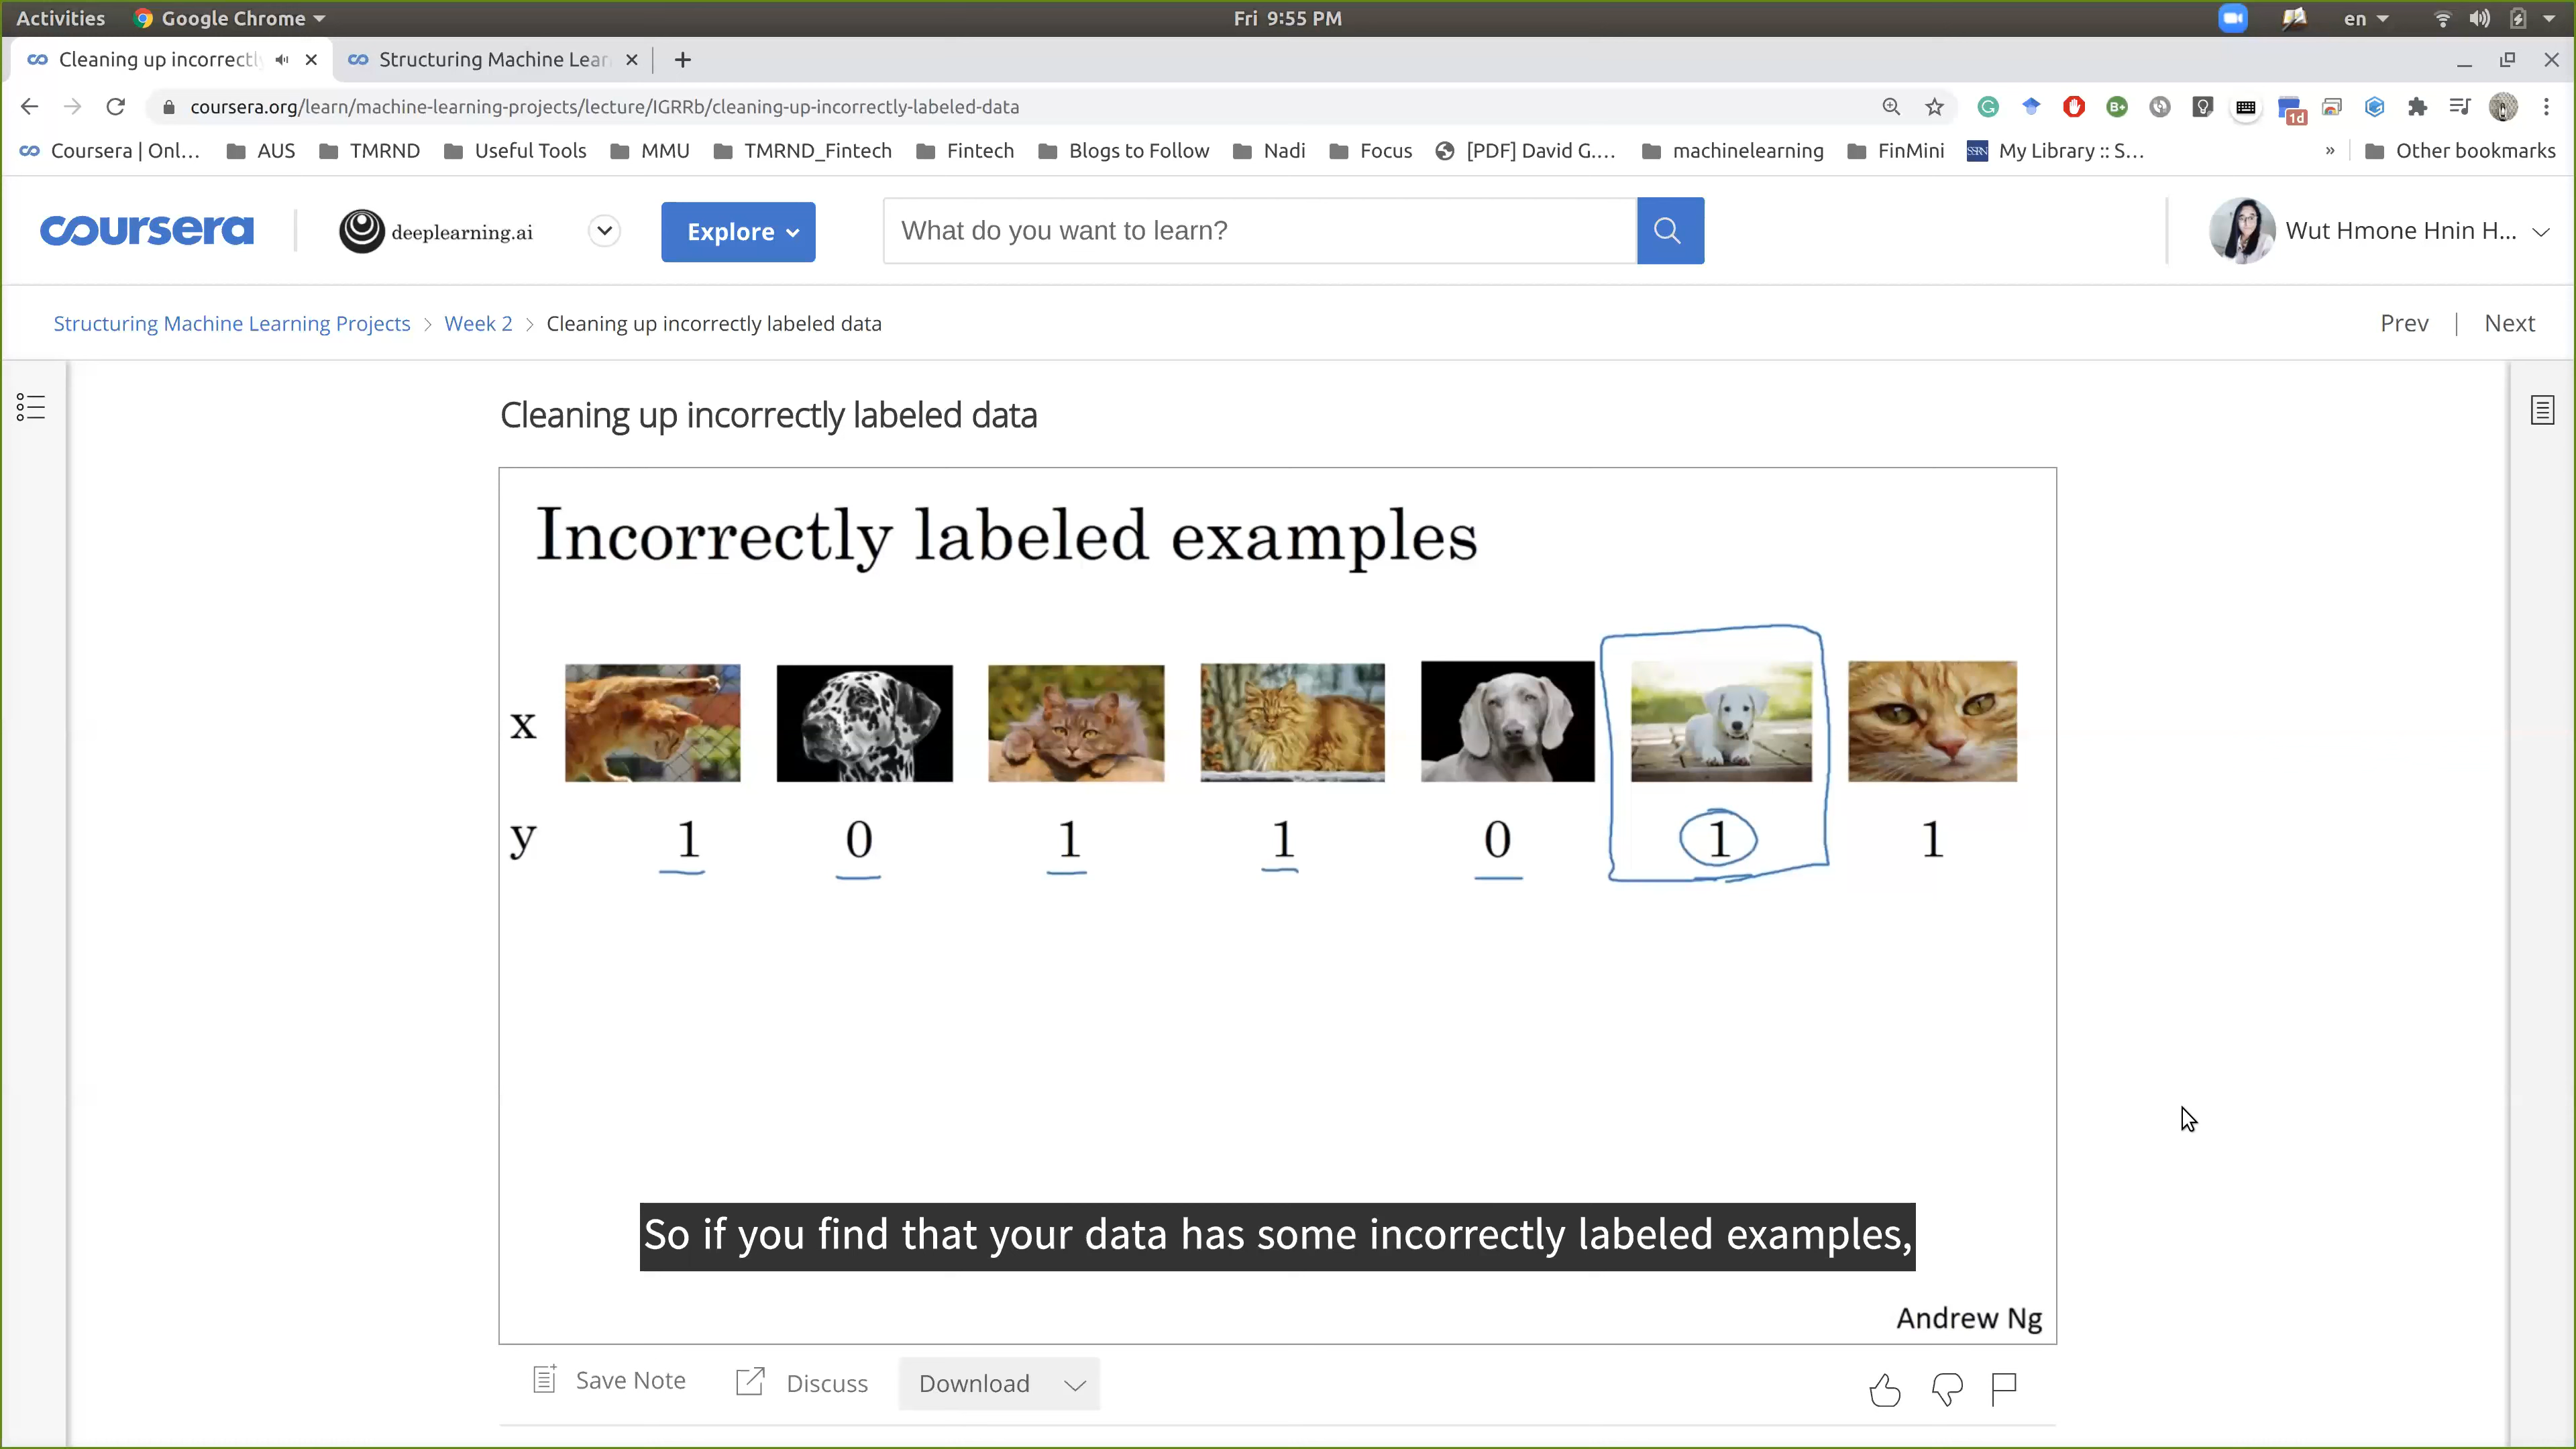 Activities Google Chrome Fri 9:55 PM en
Cleaning up incorrectl Structuring Machine Lear
coursera.org/learn/machine-learning-projects/lecture/IGRRb/cleaning-up-incorrectly-labeled-data B+ 1d
Coursera | Onl... AUS TMRND Useful Tools MMU TMRND_Fintech Fintech Blogs to Follow Nadi Focus [PDF] David G.... machinelearning FinMini SSRN My Library :: S... » Other bookmarks
coursera deeplearning.ai Explore What do you want to learn? Wut Hmone Hnin H...
Structuring Machine Learning Projects > Week 2 > Cleaning up incorrectly labeled data Prev | Next
Cleaning up incorrectly labeled data
Incorrectly labeled examples
x
y 1 0 1 1 0 1 1
So if you find that your data has some incorrectly labeled examples,
Andrew Ng
Save Note Discuss Download